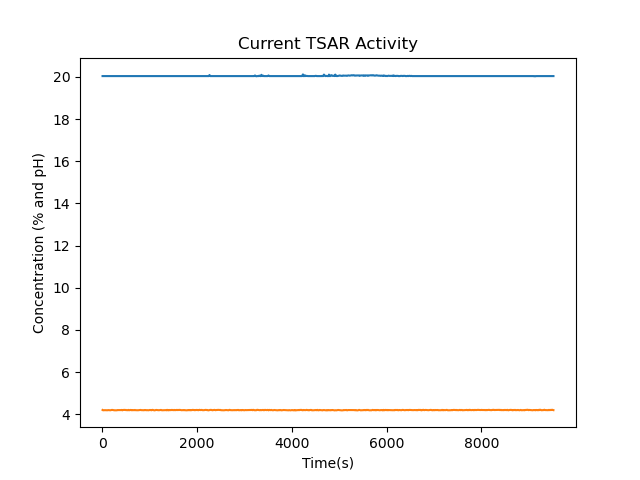 Current TSAR Activity
Concentration (% and pH)
20
18
16
14
12
10
8
6
4
0 2000 4000 6000 8000
Time(s)